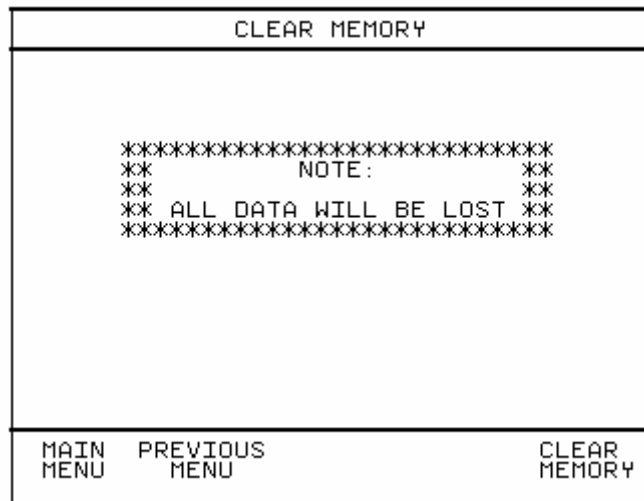 CLEAR MEMORY
***************************
** NOTE: **
** **
** ALL DATA WILL BE LOST **
***************************
MAIN MENU
PREVIOUS MENU
CLEAR MEMORY